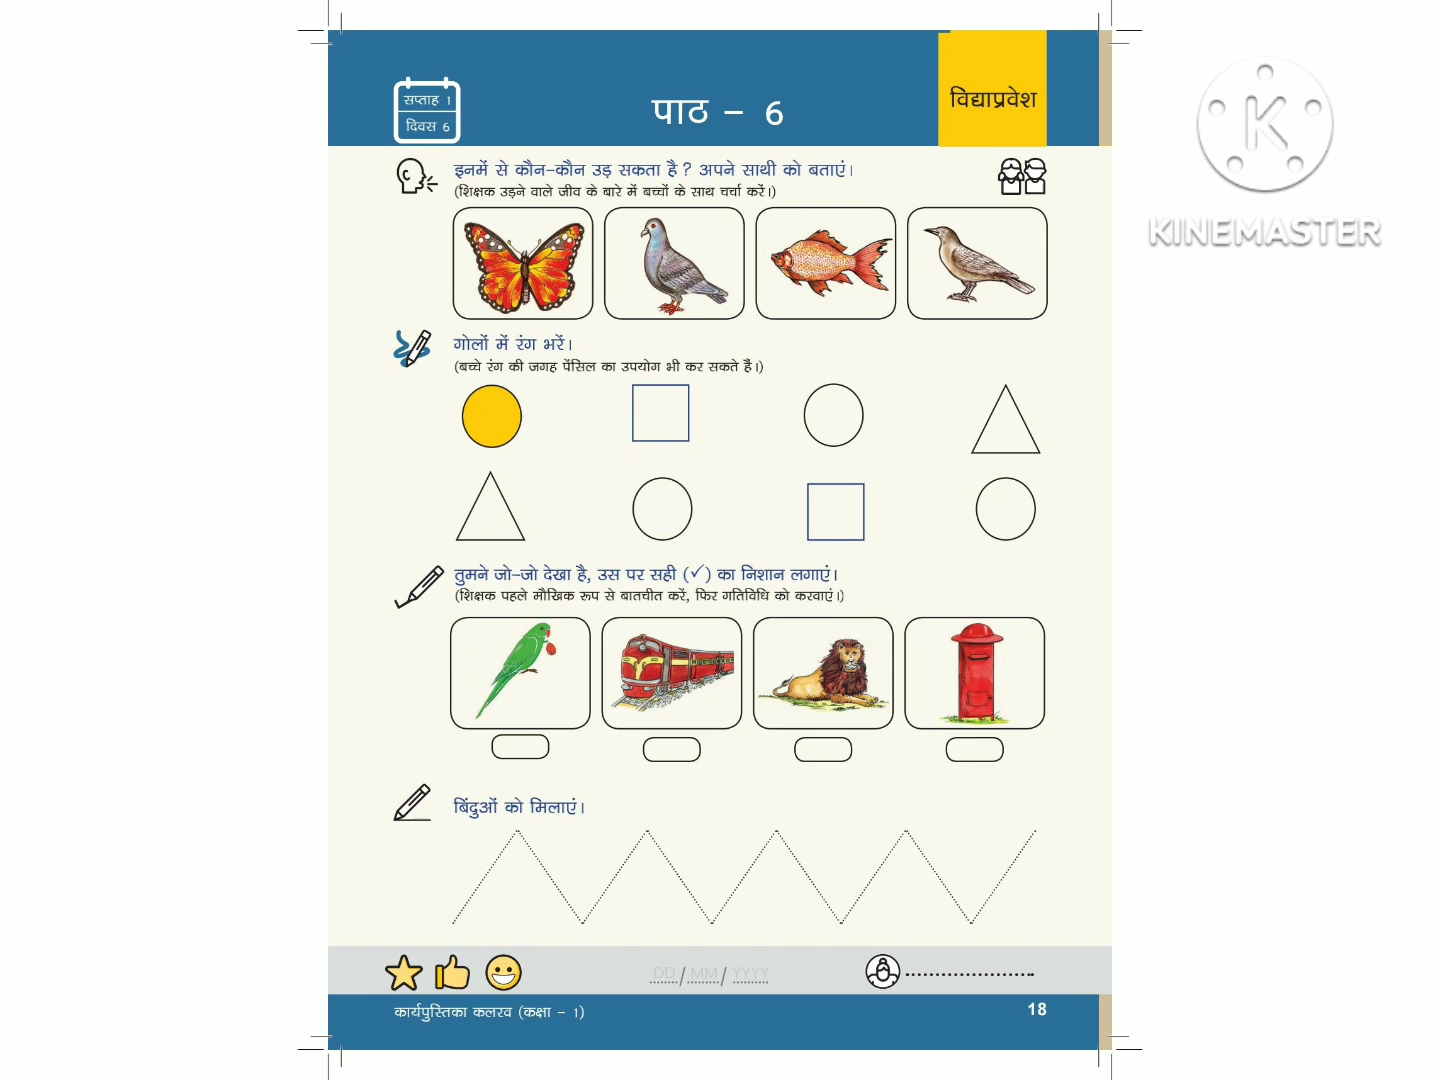 सप्ताह 1
दिवस 6
पाठ – 6
विद्याप्रवेश
इनमें से कौन–कौन उड़ सकता है ? अपने साथी को बताएं।
(शिक्षक उड़ने वाले जीव के बारे में बच्चों के साथ चर्चा करें।)
KINEMASTER
गोलों में रंग भरें।
(बच्चे रंग की जगह पेंसिल का उपयोग भी कर सकते हैं।)
तुमने जो–जो देखा है, उस पर सही (✓) का निशान लगाएं।
(शिक्षक पहले मौखिक रूप से बातचीत करें, फिर गतिविधि को करवाएं।)
बिंदुओं को मिलाएं।
DD / MM / YYYY
कार्यपुस्तिका कलरव (कक्षा – 1)
18